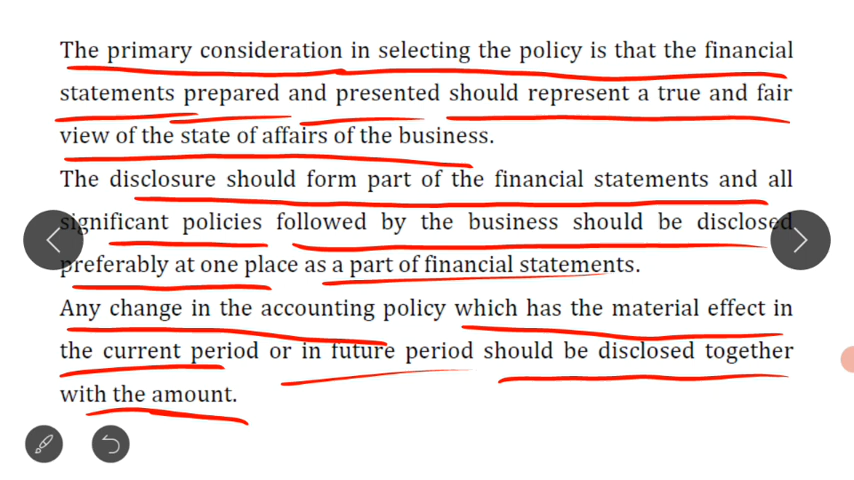 The primary consideration in selecting the policy is that the financial
statements prepared and presented should represent a true and fair
view of the state of affairs of the business.
The disclosure should form part of the financial statements and all
significant policies followed by the business should be disclosed
preferably at one place as a part of financial statements.
Any change in the accounting policy which has the material effect in
the current period or in future period should be disclosed together
with the amount.